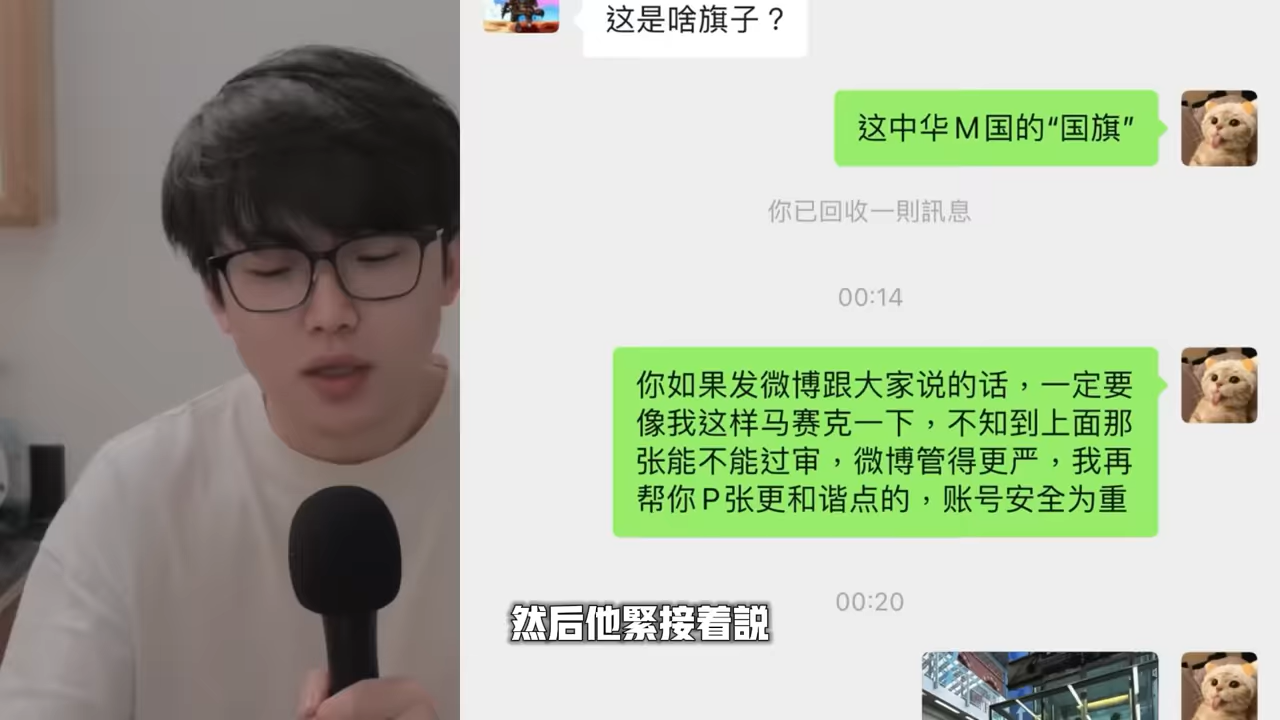 这是啥旗子？
这中华M国的“国旗”
你已回收一則訊息
00:14
你如果发微博跟大家说的话，一定要
像我这样马赛克一下，不知到上面那
张能不能过审，微博管得更严，我再
帮你P张更和谐点的，账号安全为重
00:20
然后他緊接着説